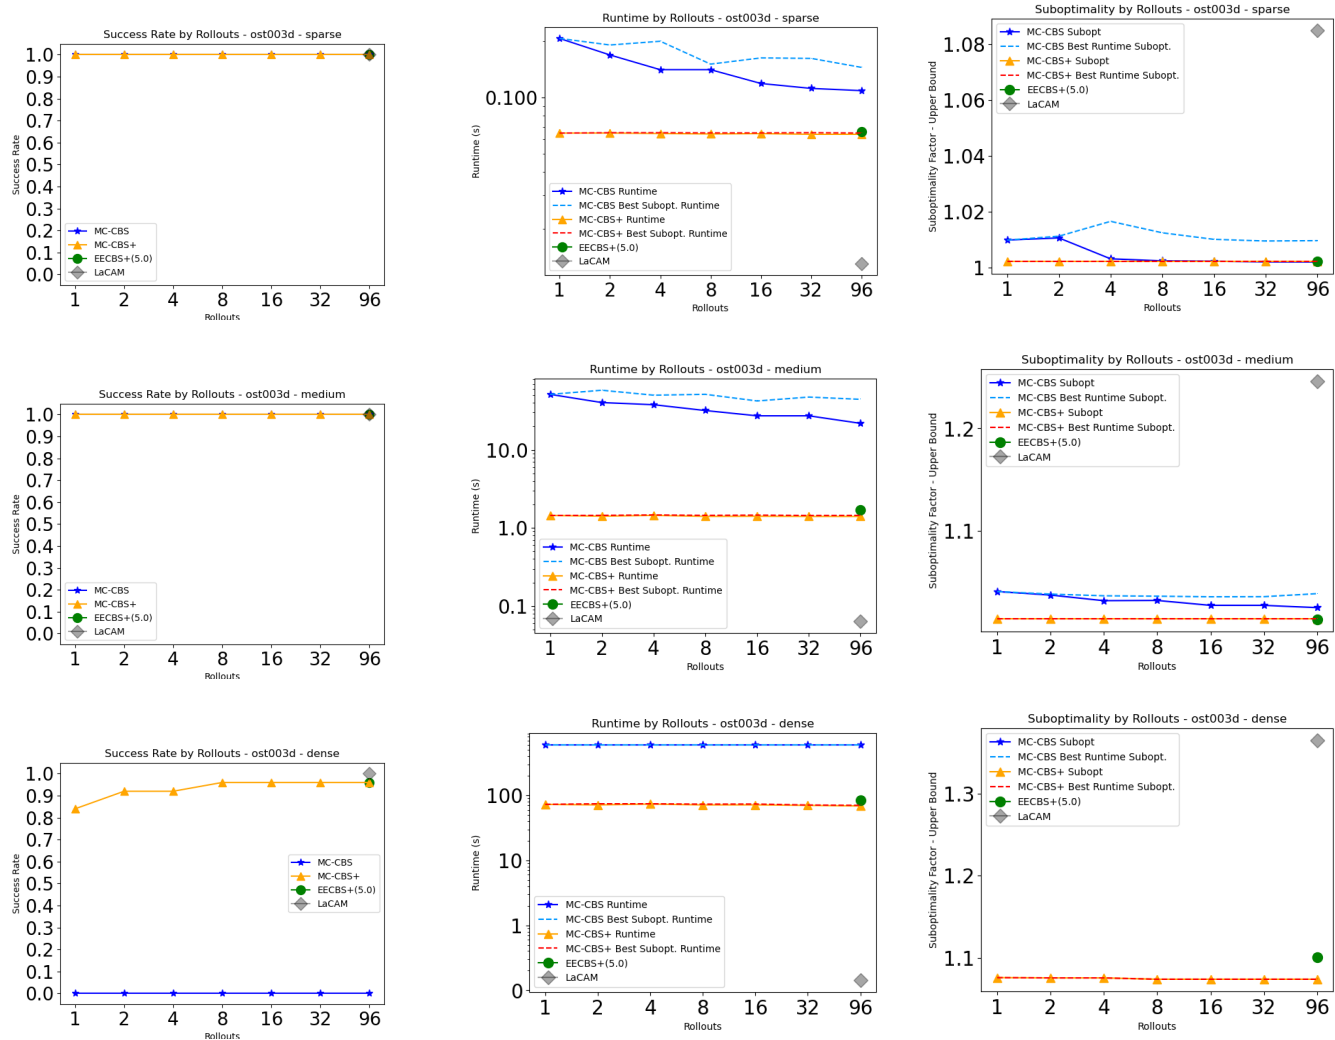 Success Rate by Rollouts - ost003d - sparse
1.0
0.9
0.8
0.7
0.6
0.5
0.4
0.3
0.2
0.1
0.0
Success Rate
MC-CBS
MC-CBS+
EECBS+(5.0)
LaCAM
1 2 4 8 16 32 96
Rollouts
Runtime by Rollouts - ost003d - sparse
0.100
Runtime (s)
MC-CBS Runtime
MC-CBS Best Subopt. Runtime
MC-CBS+ Runtime
MC-CBS+ Best Subopt. Runtime
EECBS+(5.0)
LaCAM
1 2 4 8 16 32 96
Rollouts
Suboptimality by Rollouts - ost003d - sparse
1.08
1.06
1.04
1.02
1
Suboptimality Factor - Upper Bound
MC-CBS Subopt
MC-CBS Best Runtime Subopt.
MC-CBS+ Subopt
MC-CBS+ Best Runtime Subopt.
EECBS+(5.0)
LaCAM
1 2 4 8 16 32 96
Rollouts
Success Rate by Rollouts - ost003d - medium
1.0
0.9
0.8
0.7
0.6
0.5
0.4
0.3
0.2
0.1
0.0
Success Rate
MC-CBS
MC-CBS+
EECBS+(5.0)
LaCAM
1 2 4 8 16 32 96
Rollouts
Runtime by Rollouts - ost003d - medium
10.0
1.0
0.1
Runtime (s)
MC-CBS Runtime
MC-CBS Best Subopt. Runtime
MC-CBS+ Runtime
MC-CBS+ Best Subopt. Runtime
EECBS+(5.0)
LaCAM
1 2 4 8 16 32 96
Rollouts
Suboptimality by Rollouts - ost003d - medium
1.2
1.1
Suboptimality Factor - Upper Bound
MC-CBS Subopt
MC-CBS Best Runtime Subopt.
MC-CBS+ Subopt
MC-CBS+ Best Runtime Subopt.
EECBS+(5.0)
LaCAM
1 2 4 8 16 32 96
Rollouts
Success Rate by Rollouts - ost003d - dense
1.0
0.9
0.8
0.7
0.6
0.5
0.4
0.3
0.2
0.1
0.0
Success Rate
MC-CBS
MC-CBS+
EECBS+(5.0)
LaCAM
1 2 4 8 16 32 96
Rollouts
Runtime by Rollouts - ost003d - dense
100
10
1
0
Runtime (s)
MC-CBS Runtime
MC-CBS Best Subopt. Runtime
MC-CBS+ Runtime
MC-CBS+ Best Subopt. Runtime
EECBS+(5.0)
LaCAM
1 2 4 8 16 32 96
Rollouts
Suboptimality by Rollouts - ost003d - dense
1.3
1.2
1.1
Suboptimality Factor - Upper Bound
MC-CBS Subopt
MC-CBS Best Runtime Subopt.
MC-CBS+ Subopt
MC-CBS+ Best Runtime Subopt.
EECBS+(5.0)
LaCAM
1 2 4 8 16 32 96
Rollouts